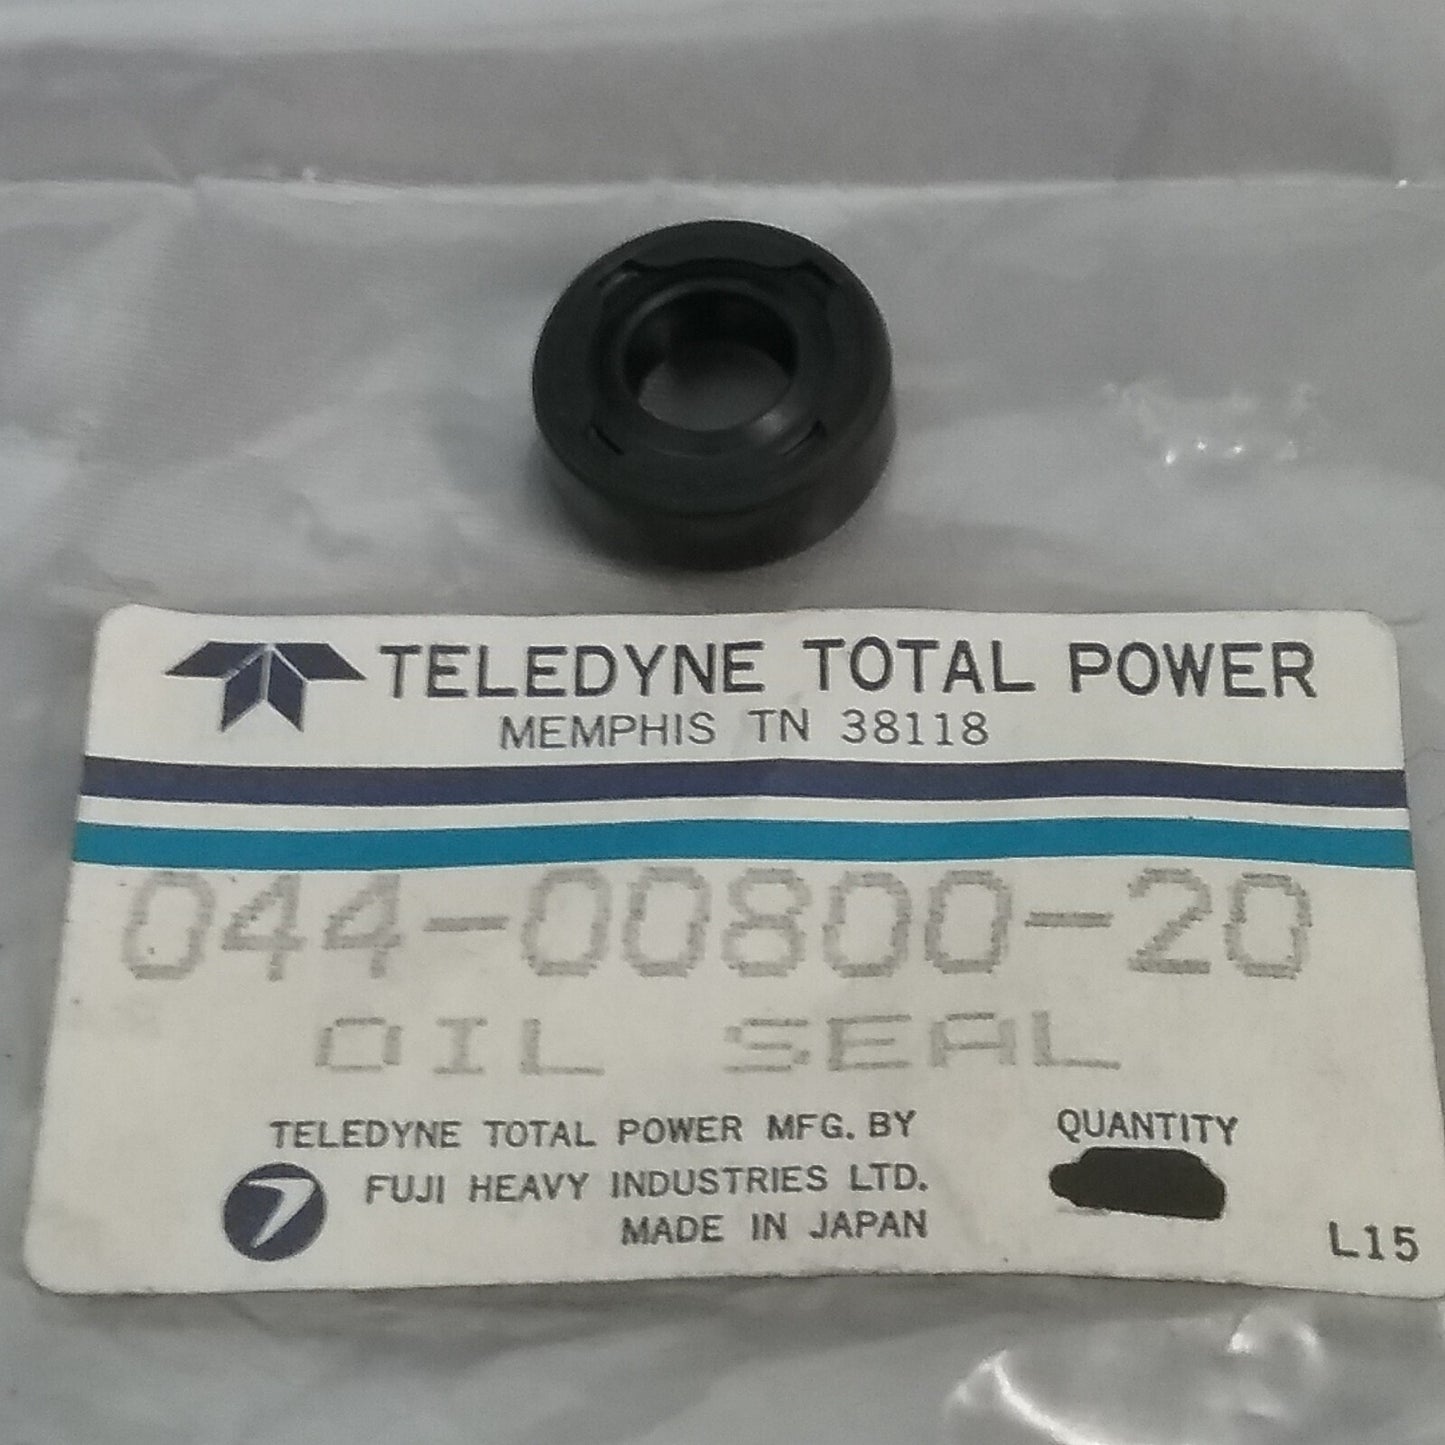 TELEDYNE TOTAL POWER
MEMPHIS TN 38118
044-00800-20
OIL SEAL
TELEDYNE TOTAL POWER MFG. BY
FUJI HEAVY INDUSTRIES LTD.
MADE IN JAPAN
QUANTITY
L15